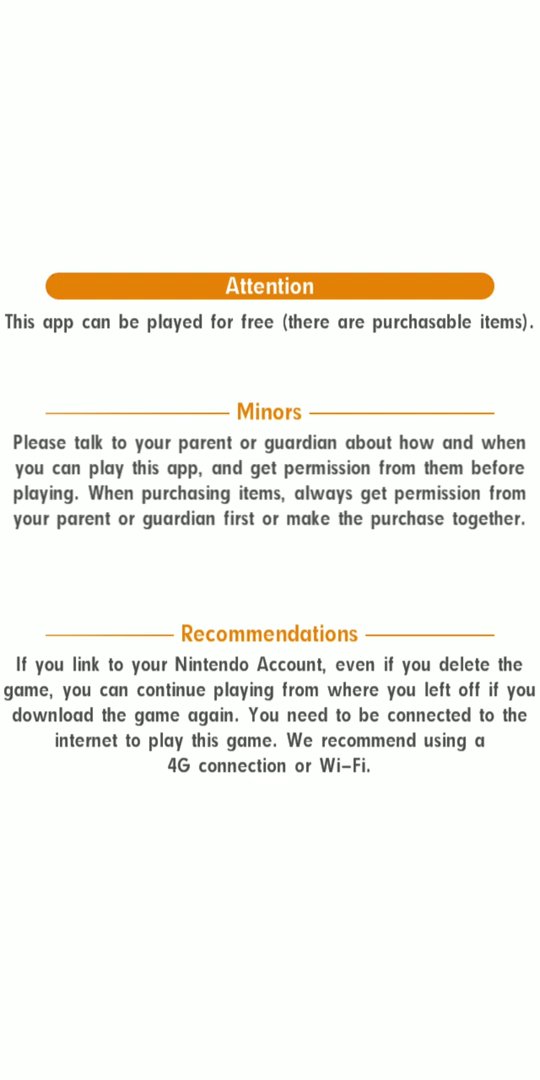 Attention
This app can be played for free (there are purchasable items).
Minors
Please talk to your parent or guardian about how and when
you can play this app, and get permission from them before
playing. When purchasing items, always get permission from
your parent or guardian first or make the purchase together.
Recommendations
If you link to your Nintendo Account, even if you delete the
game, you can continue playing from where you left off if you
download the game again. You need to be connected to the
internet to play this game. We recommend using a
4G connection or Wi-Fi.